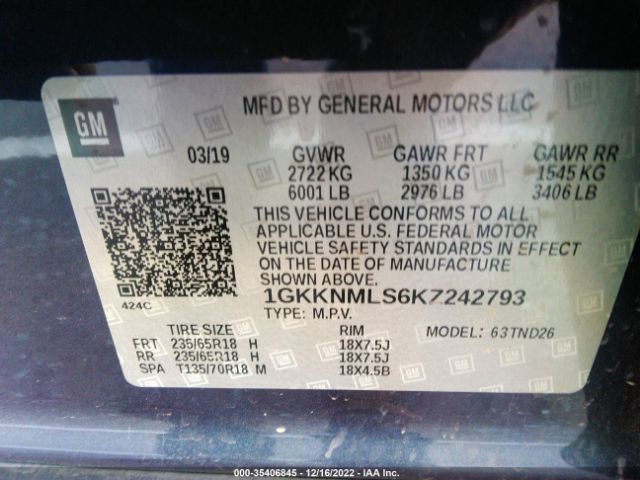 GM
MFD BY GENERAL MOTORS LLC
03/19 GVWR GAWR FRT GAWR RR
2722 KG 1350 KG 1545 KG
6001 LB 2976 LB 3406 LB
THIS VEHICLE CONFORMS TO ALL
APPLICABLE U.S. FEDERAL MOTOR
VEHICLE SAFETY STANDARDS IN EFFECT
ON THE DATE OF MANUFACTURE
SHOWN ABOVE.
424C
1GKKNMLS6KZ242793
TYPE: M.P.V.
MODEL: 63TND26
TIRE SIZE RIM
FRT 235/65R18 H 18X7.5J
RR 235/65R18 H 18X7.5J
SPA T135/70R18 M 18X4.5B
000-35406845 - 12/16/2022 - IAA Inc.